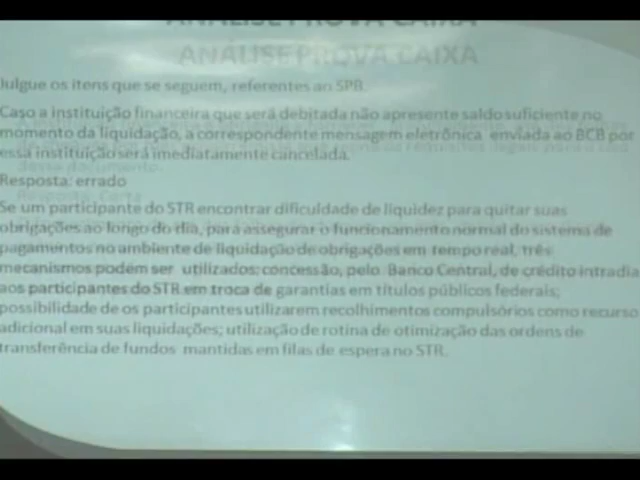 ANÁLISE PROVA CAIXA
ANÁLISE PROVA CAIXA
Julgue os itens que se seguem, referentes ao SPB
Caso a instituição financeira que será debitada não apresente saldo suficiente no
momento da liquidação, a correspondente mensagem eletrônica enviada ao BCB por
essa instituição será imediatamente cancelada.
Resposta: errado
Se um participante do STR encontrar dificuldade de liquidez para quitar suas
obrigações ao longo do dia, para assegurar o funcionamento normal do sistema de
pagamentos no ambiente de liquidação de obrigações em tempo real, três
mecanismos podem ser utilizados: concessão, pelo Banco Central, de crédito intradia
aos participantes do STR em troca de garantias em títulos públicos federais;
possibilidade de os participantes utilizarem recolhimentos compulsórios como recurso
adicional em suas liquidações; utilização de rotina de otimização das ordens de
transferência de fundos mantidas em filas de espera no STR.